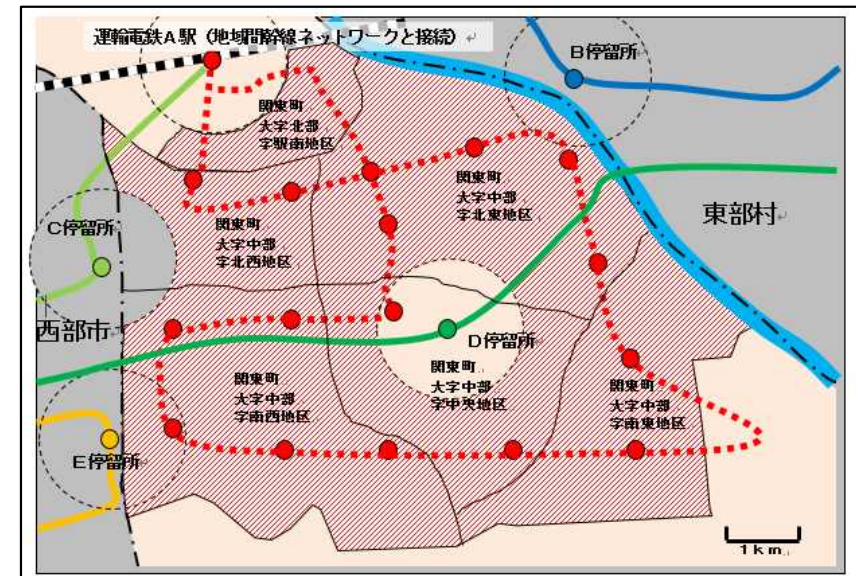 運輸電鉄A駅（地域間幹線ネットワークと接続）
B停留所
関東町
大字北部
字駅南地区
関東町
大字中部
字北東地区
東部村
C停留所
関東町
大字中部
字北西地区
西部市
D停留所
関東町
大字中部
字中央地区
関東町
大字中部
字南西地区
関東町
大字中部
字南東地区
E停留所
1km